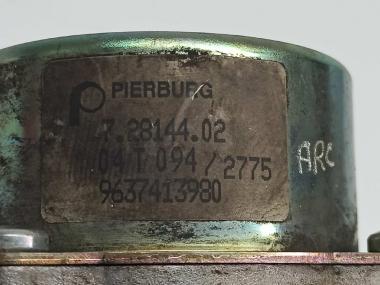 PIERBURG
7.28144.02
04 T 094 / 2775
9637413980
ARC